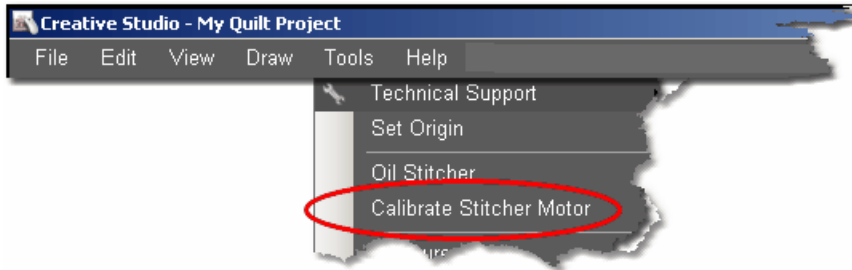 Creative Studio - My Quilt Project
File Edit View Draw Tools Help
Technical Support
Set Origin
Oil Stitcher
Calibrate Stitcher Motor